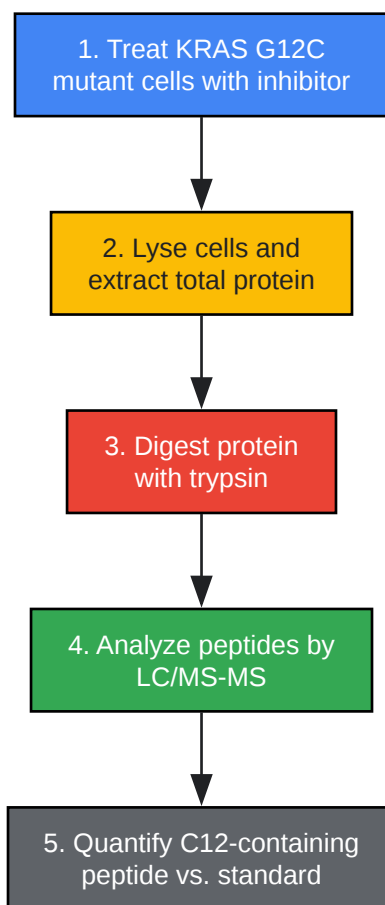 1. Treat KRAS G12C
mutant cells with inhibitor
2. Lyse cells and
extract total protein
3. Digest protein
with trypsin
4. Analyze peptides by
LC/MS-MS
5. Quantify C12-containing
peptide vs. standard